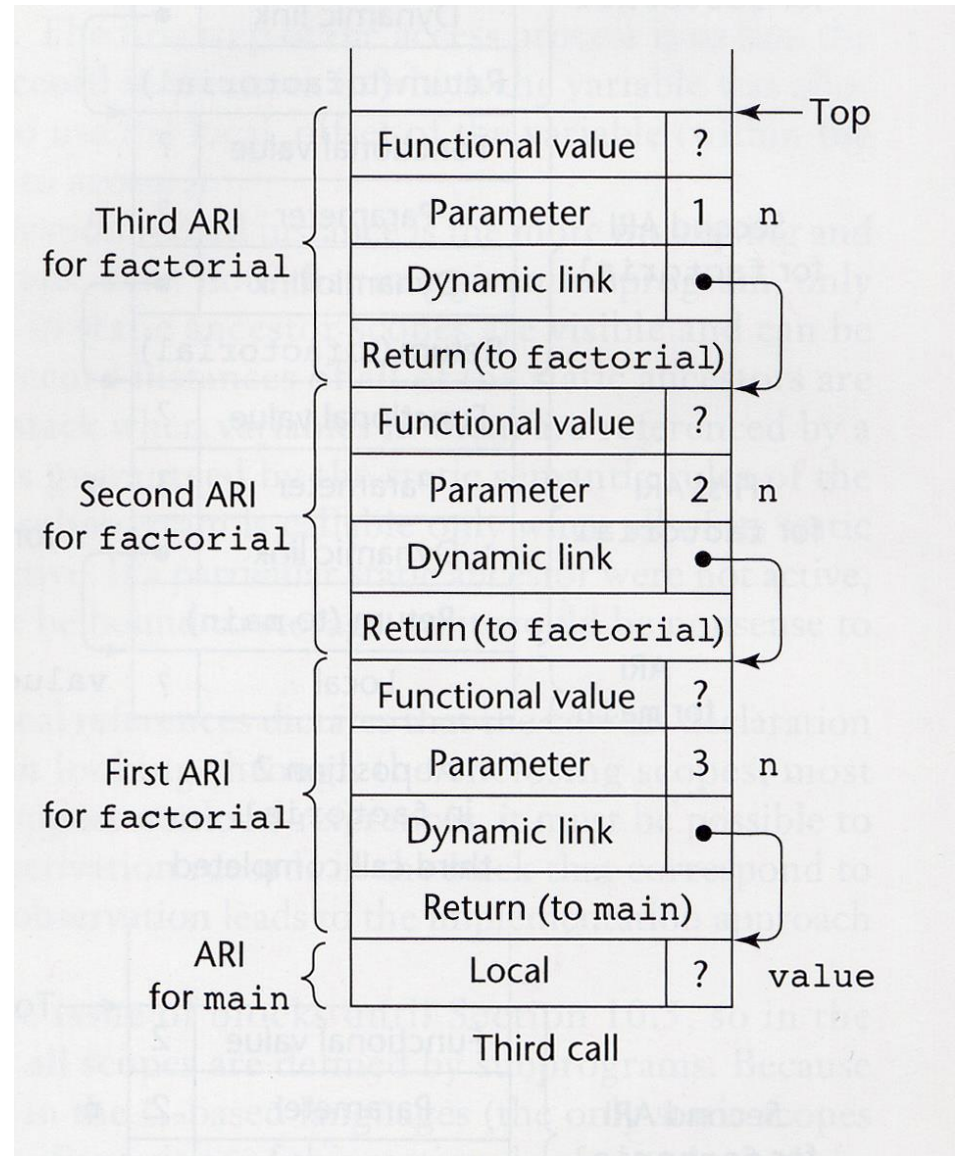 Top
Functional value ?
Third ARI
for factorial
Parameter 1 n
Dynamic link
Return (to factorial)
Functional value ?
Second ARI
for factorial
Parameter 2 n
Dynamic link
Return (to factorial)
Functional value ?
First ARI
for factorial
Parameter 3 n
Dynamic link
Return (to main)
ARI
for main
Local ? value
Third call